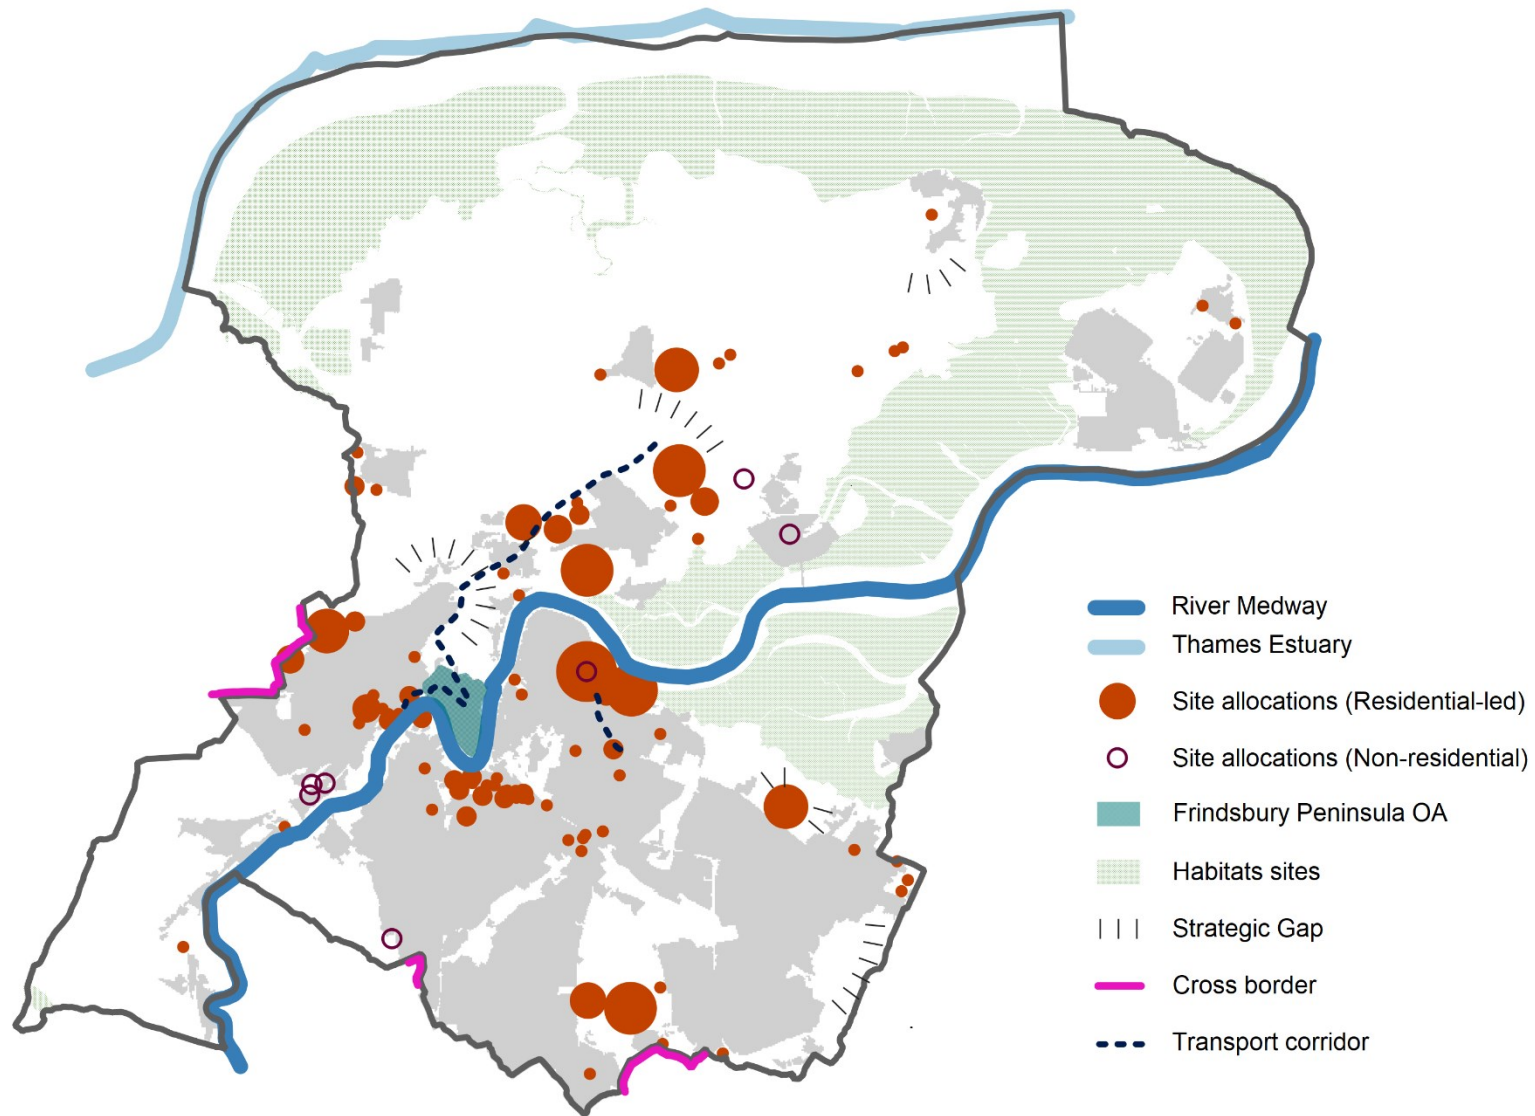 River Medway
Thames Estuary
Site allocations (Residential-led)
Site allocations (Non-residential)
Frindsbury Peninsula OA
Habitats sites
Strategic Gap
Cross border
Transport corridor